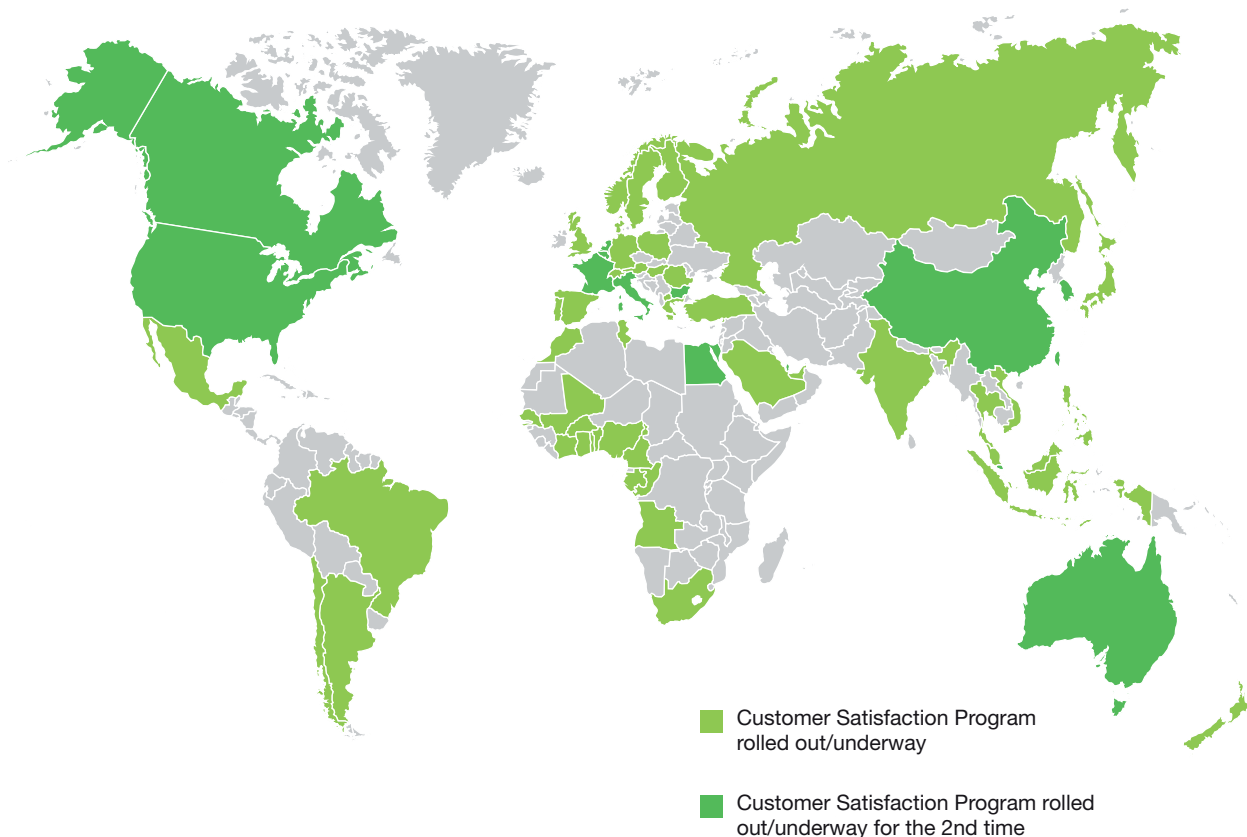 Customer Satisfaction Program
rolled out/underway
Customer Satisfaction Program rolled
out/underway for the 2nd time